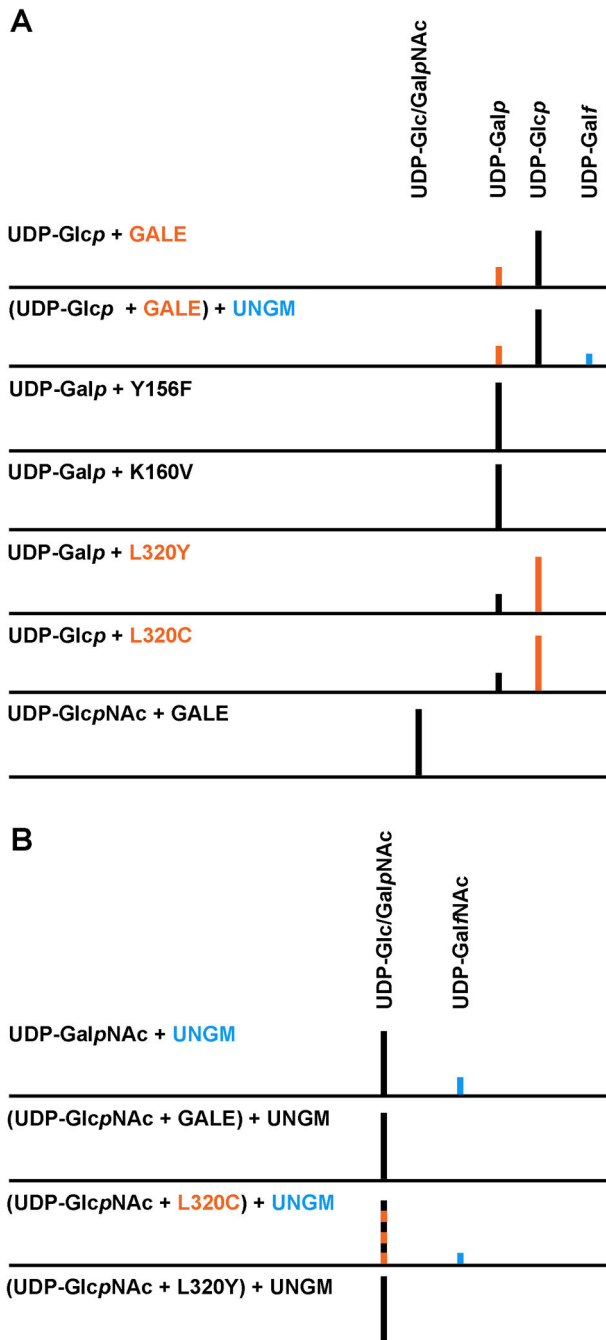 A
UDP-Glc/GalpNAc
UDP-Galp
UDP-Glcp
UDP-Galf
UDP-Glcp + GALE
(UDP-Glcp + GALE) + UNGM
UDP-Galp + Y156F
UDP-Galp + K160V
UDP-Galp + L320Y
UDP-Glcp + L320C
UDP-GlcpNAc + GALE
B
UDP-Glc/GalpNAc
UDP-GalfNAc
UDP-GalpNAc + UNGM
(UDP-GlcpNAc + GALE) + UNGM
(UDP-GlcpNAc + L320C) + UNGM
(UDP-GlcpNAc + L320Y) + UNGM